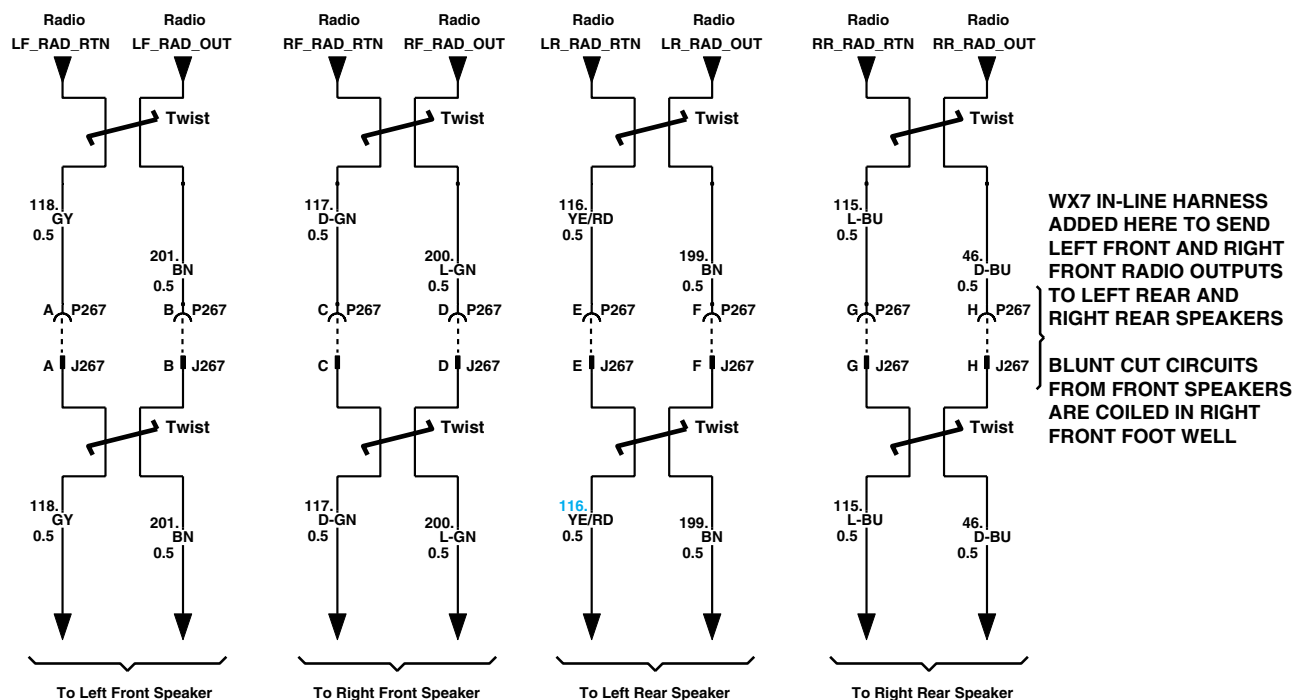 Radio Radio Radio Radio Radio Radio Radio Radio
LF_RAD_RTN LF_RAD_OUT RF_RAD_RTN RF_RAD_OUT LR_RAD_RTN LR_RAD_OUT RR_RAD_RTN RR_RAD_OUT
Twist Twist Twist Twist
118. 117. 116. 115.
GY D-GN YE/RD L-BU
0.5 0.5 0.5 0.5
201. 200. 199. 46.
BN L-GN BN D-BU
0.5 0.5 0.5 0.5
A P267 B P267 C P267 D P267 E P267 F P267 G P267 H P267
A J267 B J267 C D J267 E J267 F J267 G J267 H J267
Twist Twist Twist Twist
118. 117. 116. 115.
GY D-GN YE/RD L-BU
0.5 0.5 0.5 0.5
201. 200. 199. 46.
BN L-GN BN D-BU
0.5 0.5 0.5 0.5
To Left Front Speaker To Right Front Speaker To Left Rear Speaker To Right Rear Speaker
WX7 IN-LINE HARNESS
ADDED HERE TO SEND
LEFT FRONT AND RIGHT
FRONT RADIO OUTPUTS
TO LEFT REAR AND
RIGHT REAR SPEAKERS
BLUNT CUT CIRCUITS
FROM FRONT SPEAKERS
ARE COILED IN RIGHT
FRONT FOOT WELL